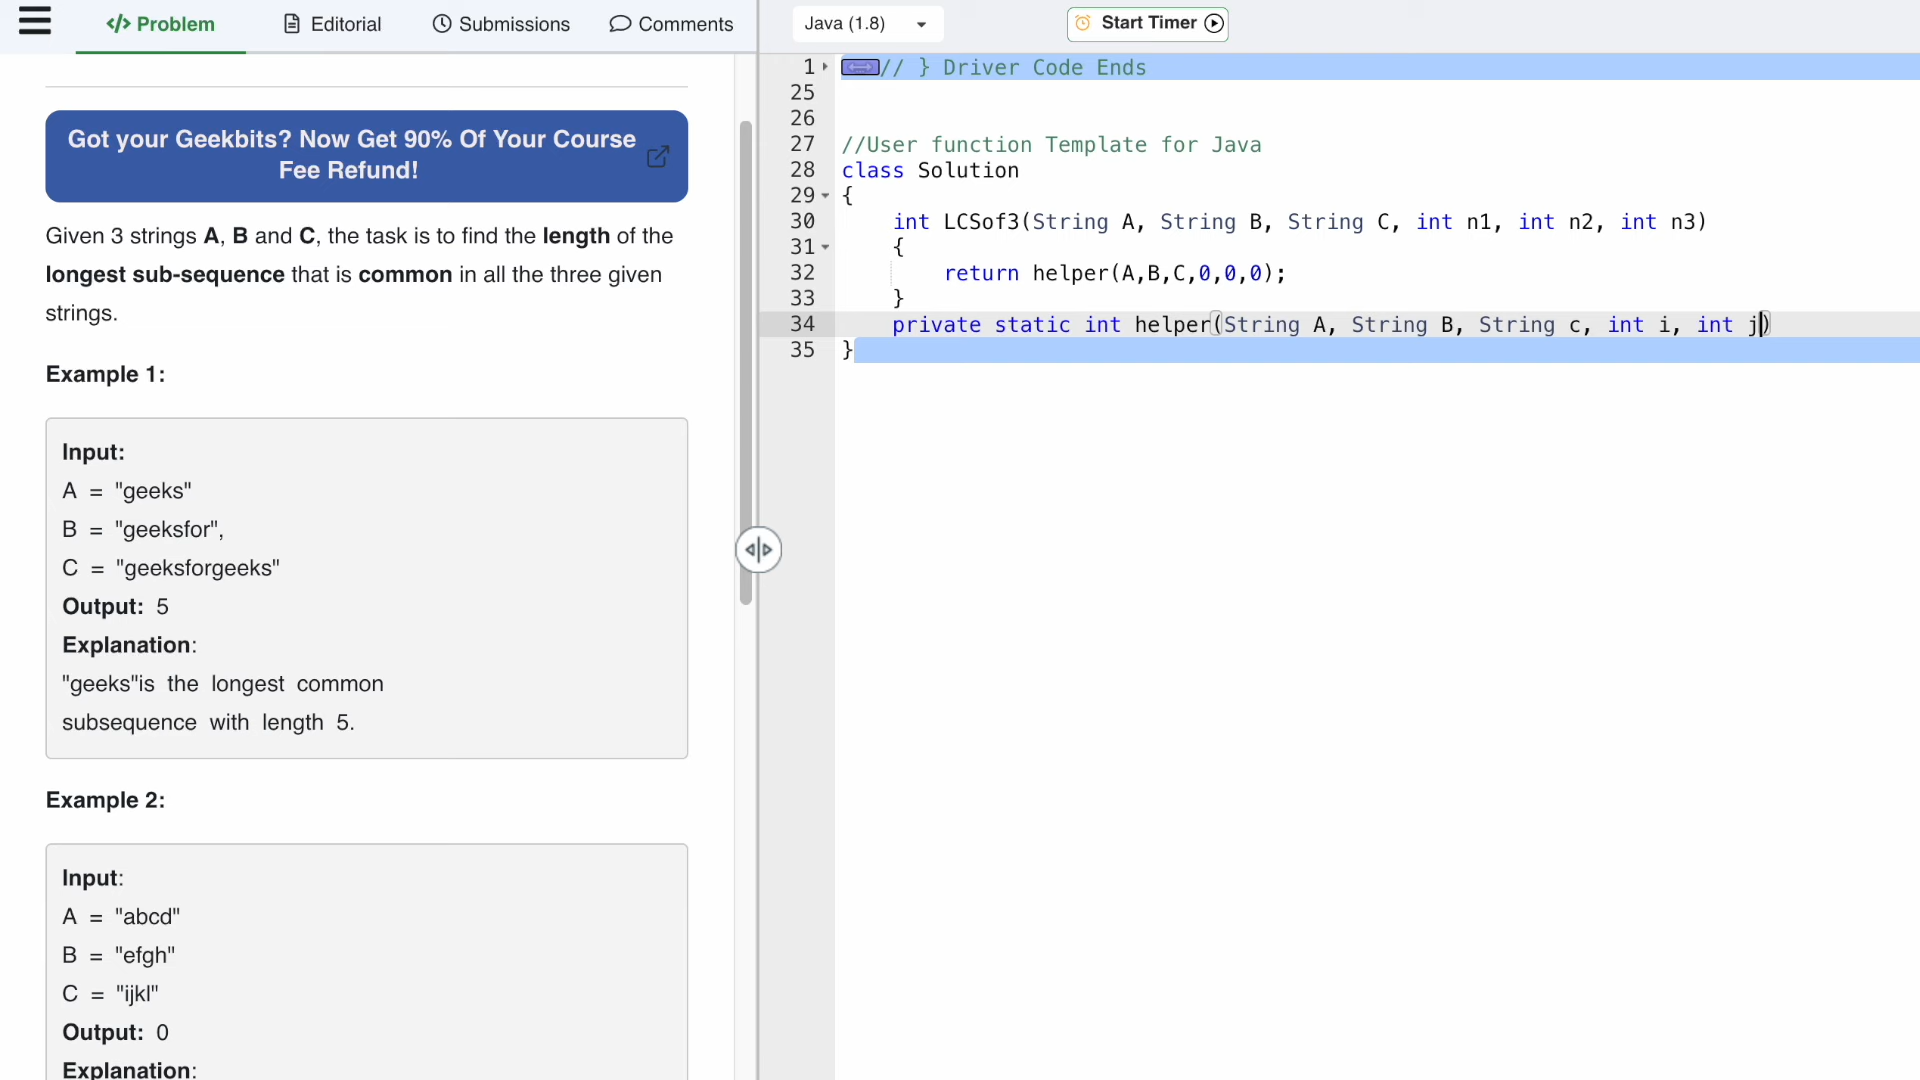 Problem
Editorial
Submissions
Comments
Java (1.8)
Start Timer
Got your Geekbits? Now Get 90% Of Your Course
Fee Refund!
Given 3 strings A, B and C, the task is to find the length of the
longest sub-sequence that is common in all the three given
strings.
Example 1:
Input:
A = "geeks"
B = "geeksfor",
C = "geeksforgeeks"
Output: 5
Explanation:
"geeks"is the longest common
subsequence with length 5.
Example 2:
Input:
A = "abcd"
B = "efgh"
C = "ijkl"
Output: 0
Explanation:
1 // } Driver Code Ends
25
26
27 //User function Template for Java
28 class Solution
29 {
30 int LCSof3(String A, String B, String C, int n1, int n2, int n3)
31 {
32 return helper(A,B,C,0,0,0);
33 }
34 private static int helper(String A, String B, String c, int i, int j)
35 }